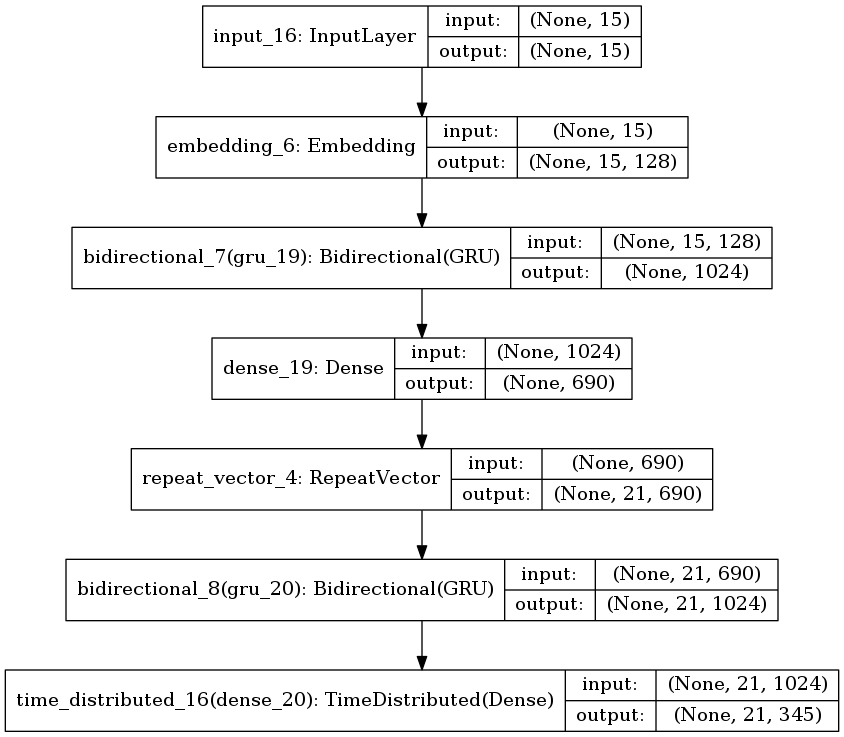 input_16: InputLayer input: (None, 15)
output: (None, 15)
embedding_6: Embedding input: (None, 15)
output: (None, 15, 128)
bidirectional_7(gru_19): Bidirectional(GRU) input: (None, 15, 128)
output: (None, 1024)
dense_19: Dense input: (None, 1024)
output: (None, 690)
repeat_vector_4: RepeatVector input: (None, 690)
output: (None, 21, 690)
bidirectional_8(gru_20): Bidirectional(GRU) input: (None, 21, 690)
output: (None, 21, 1024)
time_distributed_16(dense_20): TimeDistributed(Dense) input: (None, 21, 1024)
output: (None, 21, 345)